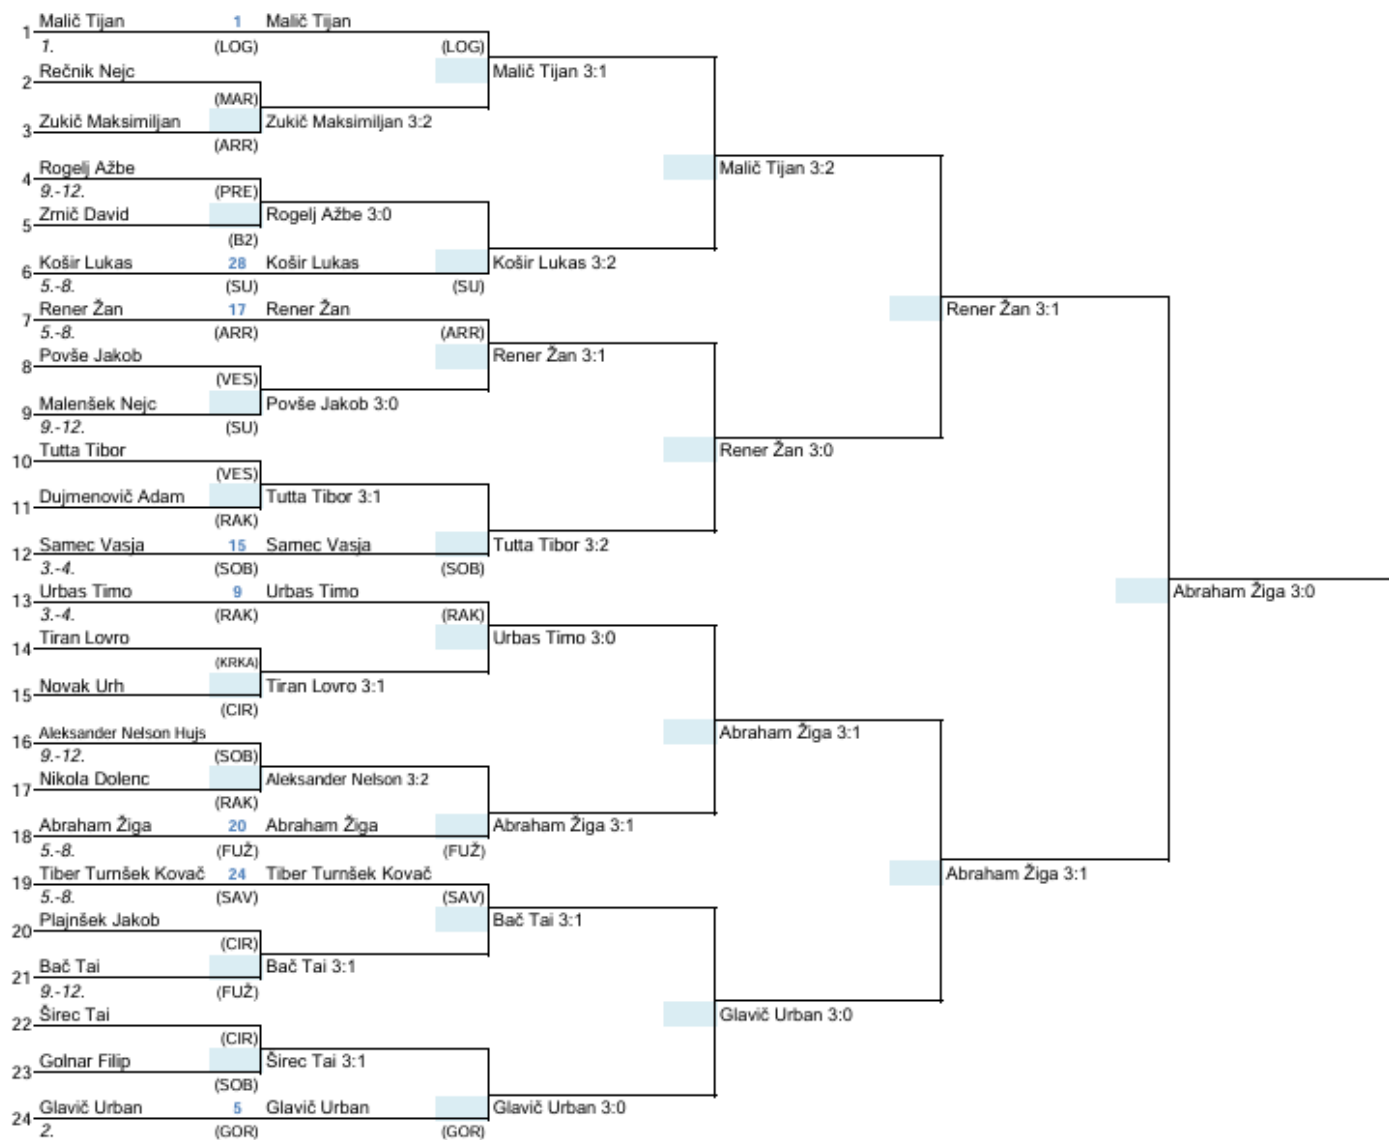 Malič Tijan 1 Malič Tijan
1 1. (LOG) (LOG)
Rečnik Nejc Malič Tijan 3:1
2 (MAR)
Zukič Maksimiljan Zukič Maksimiljan 3:2
3 (ARR)
Rogelj Ažbe Malič Tijan 3:2
4 9.-12. (PRE)
Zrnič David Rogelj Ažbe 3:0
5 (B2)
Košir Lukas 28 Košir Lukas Košir Lukas 3:2
6 5.-8. (SU) (SU)
Rener Žan 17 Rener Žan Rener Žan 3:1
7 5.-8. (ARR) (ARR)
Povše Jakob Rener Žan 3:1
8 (VES)
Malenšek Nejc Povše Jakob 3:0
9 9.-12. (SU)
Tutta Tibor Rener Žan 3:0
10 (VES)
Dujmenovič Adam Tutta Tibor 3:1
11 (RAK)
Samec Vasja 15 Samec Vasja Tutta Tibor 3:2
12 3.-4. (SOB) (SOB)
Urbas Timo 9 Urbas Timo Abraham Žiga 3:0
13 3.-4. (RAK) (RAK)
Tiran Lovro Urbas Timo 3:0
14 (KRKA)
Novak Urh Tiran Lovro 3:1
15 (CIR)
Aleksander Nelson Hujs Abraham Žiga 3:1
16 9.-12. (SOB)
Nikola Dolenc Aleksander Nelson 3:2
17 (RAK)
Abraham Žiga 20 Abraham Žiga Abraham Žiga 3:1
18 5.-8. (FUŽ) (FUŽ)
Tiber Turnšek Kovač 24 Tiber Turnšek Kovač Abraham Žiga 3:1
19 5.-8. (SAV) (SAV)
Plajnšek Jakob Bač Tai 3:1
20 (CIR)
Bač Tai Bač Tai 3:1
21 9.-12. (FUŽ)
Širec Tai Glavič Urban 3:0
22 (CIR)
Golnar Filip Širec Tai 3:1
23 (SOB)
Glavič Urban 5 Glavič Urban Glavič Urban 3:0
24 2. (GOR) (GOR)